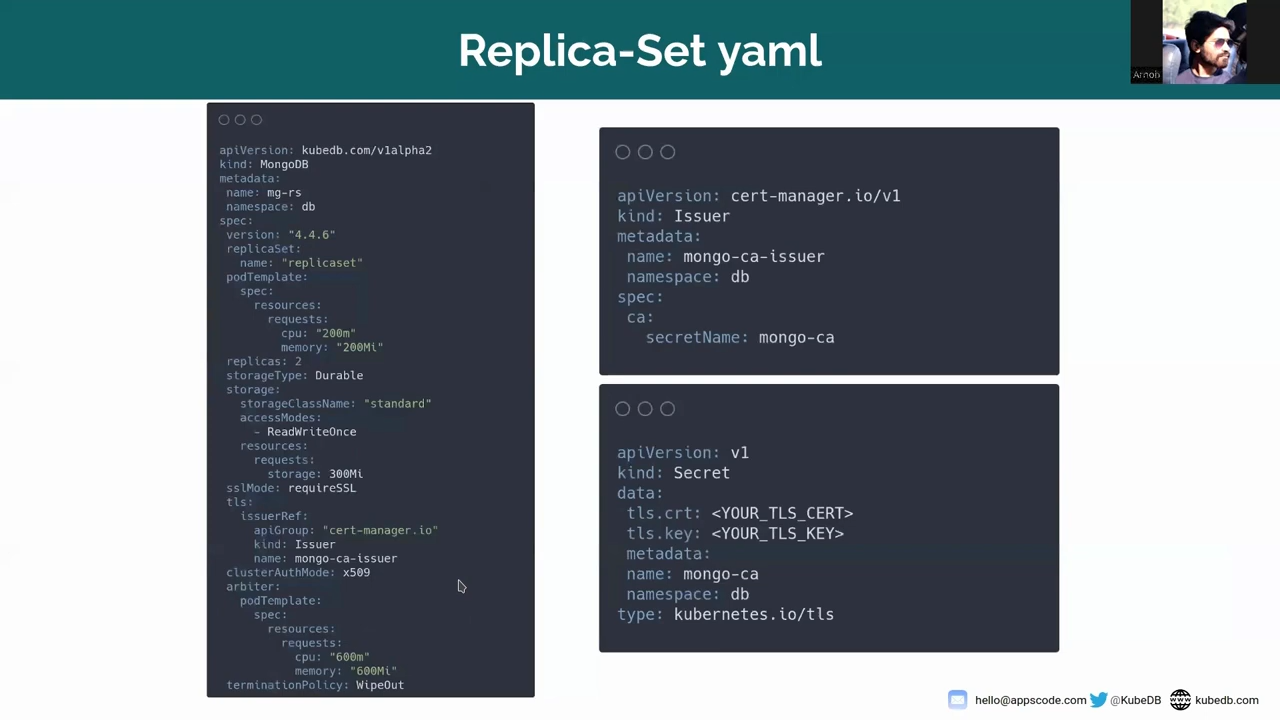 Replica-Set yaml
Arnob
apiVersion: kubedb.com/v1alpha2
kind: MongoDB
metadata:
 name: mg-rs
 namespace: db
spec:
 version: "4.4.6"
 replicaSet:
   name: "replicaset"
 podTemplate:
   spec:
     resources:
       requests:
         cpu: "200m"
         memory: "200Mi"
 replicas: 2
 storageType: Durable
 storage:
   storageClassName: "standard"
   accessModes:
     - ReadWriteOnce
   resources:
     requests:
       storage: 300Mi
 sslMode: requireSSL
 tls:
   issuerRef:
     apiGroup: "cert-manager.io"
     kind: Issuer
     name: mongo-ca-issuer
 clusterAuthMode: x509
 arbiter:
   podTemplate:
     spec:
       resources:
         requests:
           cpu: "600m"
           memory: "600Mi"
 terminationPolicy: WipeOut
apiVersion: cert-manager.io/v1
kind: Issuer
metadata:
 name: mongo-ca-issuer
 namespace: db
spec:
 ca:
   secretName: mongo-ca
apiVersion: v1
kind: Secret
data:
 tls.crt: <YOUR_TLS_CERT>
 tls.key: <YOUR_TLS_KEY>
 metadata:
 name: mongo-ca
 namespace: db
type: kubernetes.io/tls
hello@appscode.com @KubeDB kubedb.com